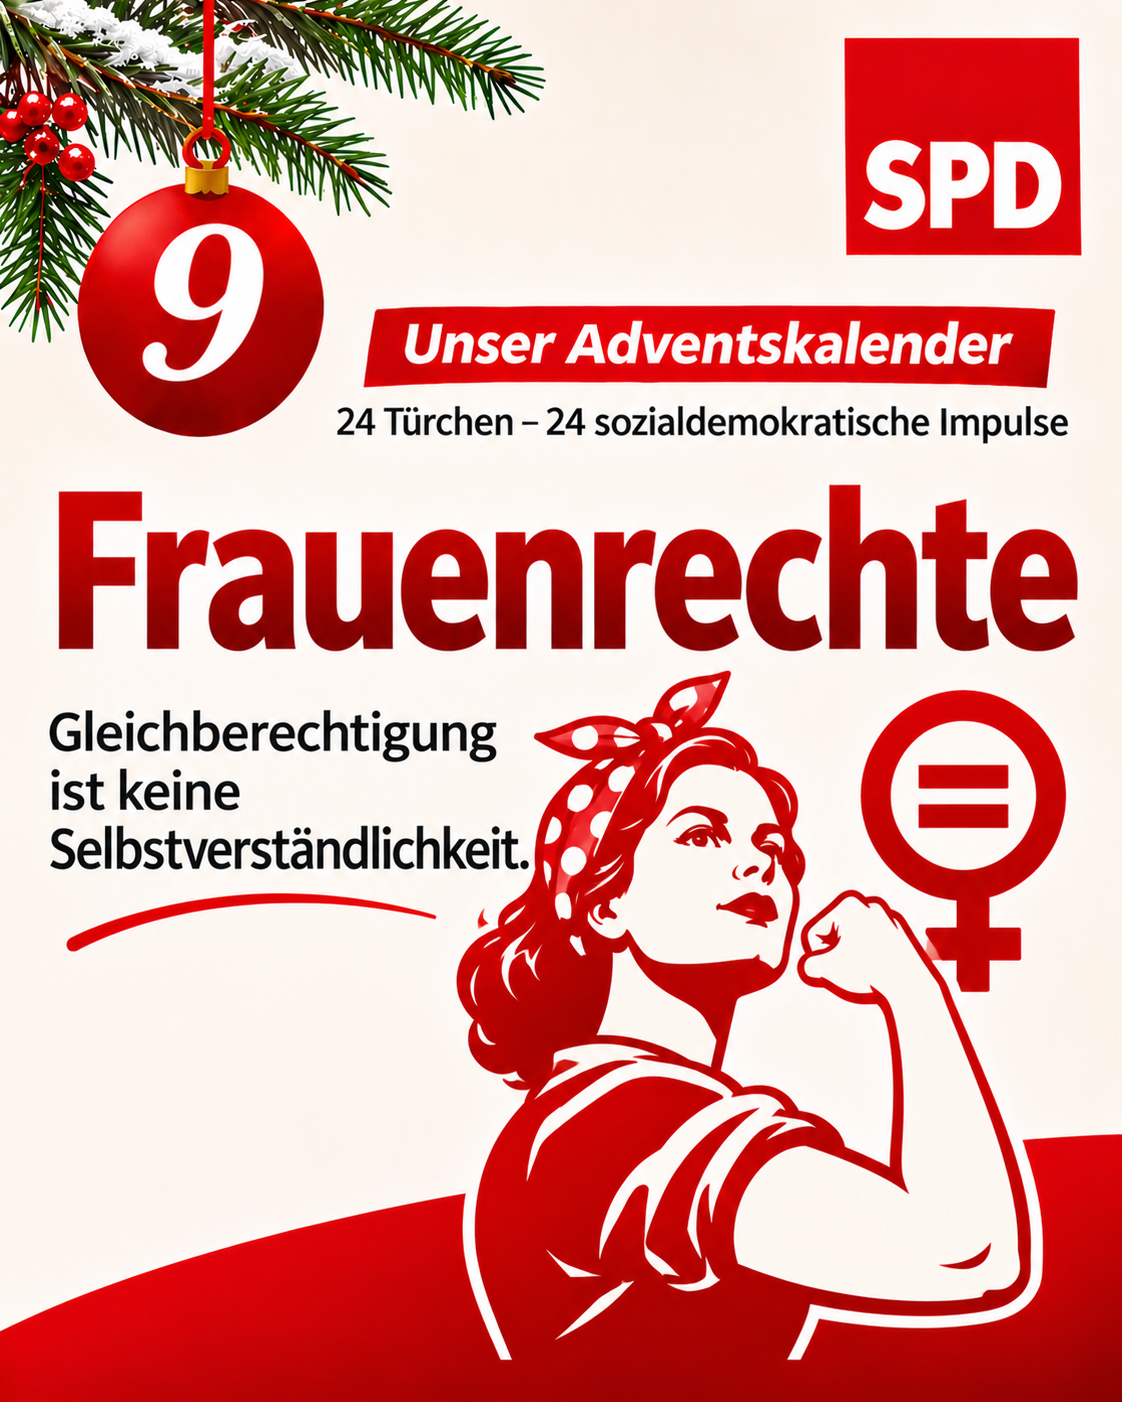 SPD
9
Unser Adventskalender
24 Türchen – 24 sozialdemokratische Impulse
Frauenrechte
Gleichberechtigung
ist keine
Selbstverständlichkeit.